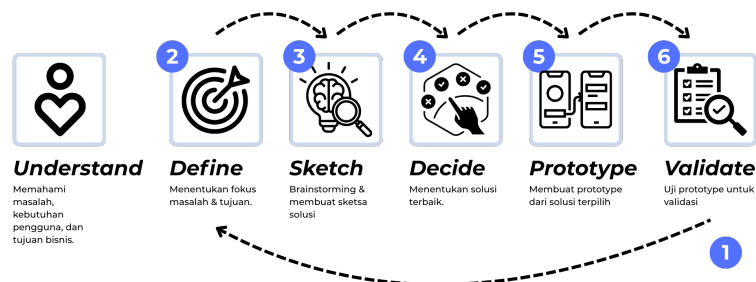 2
3
4
5
6
Understand
Memahami
masalah,
kebutuhan
pengguna, dan
tujuan bisnis.
Define
Menentukan fokus
masalah & tujuan.
Sketch
Brainstorming &
membuat sketsa
solusi
Decide
Menentukan solusi
terbaik.
Prototype
Membuat prototype
dari solusi terpilih
Validate
Uji prototype untuk
validasi
1